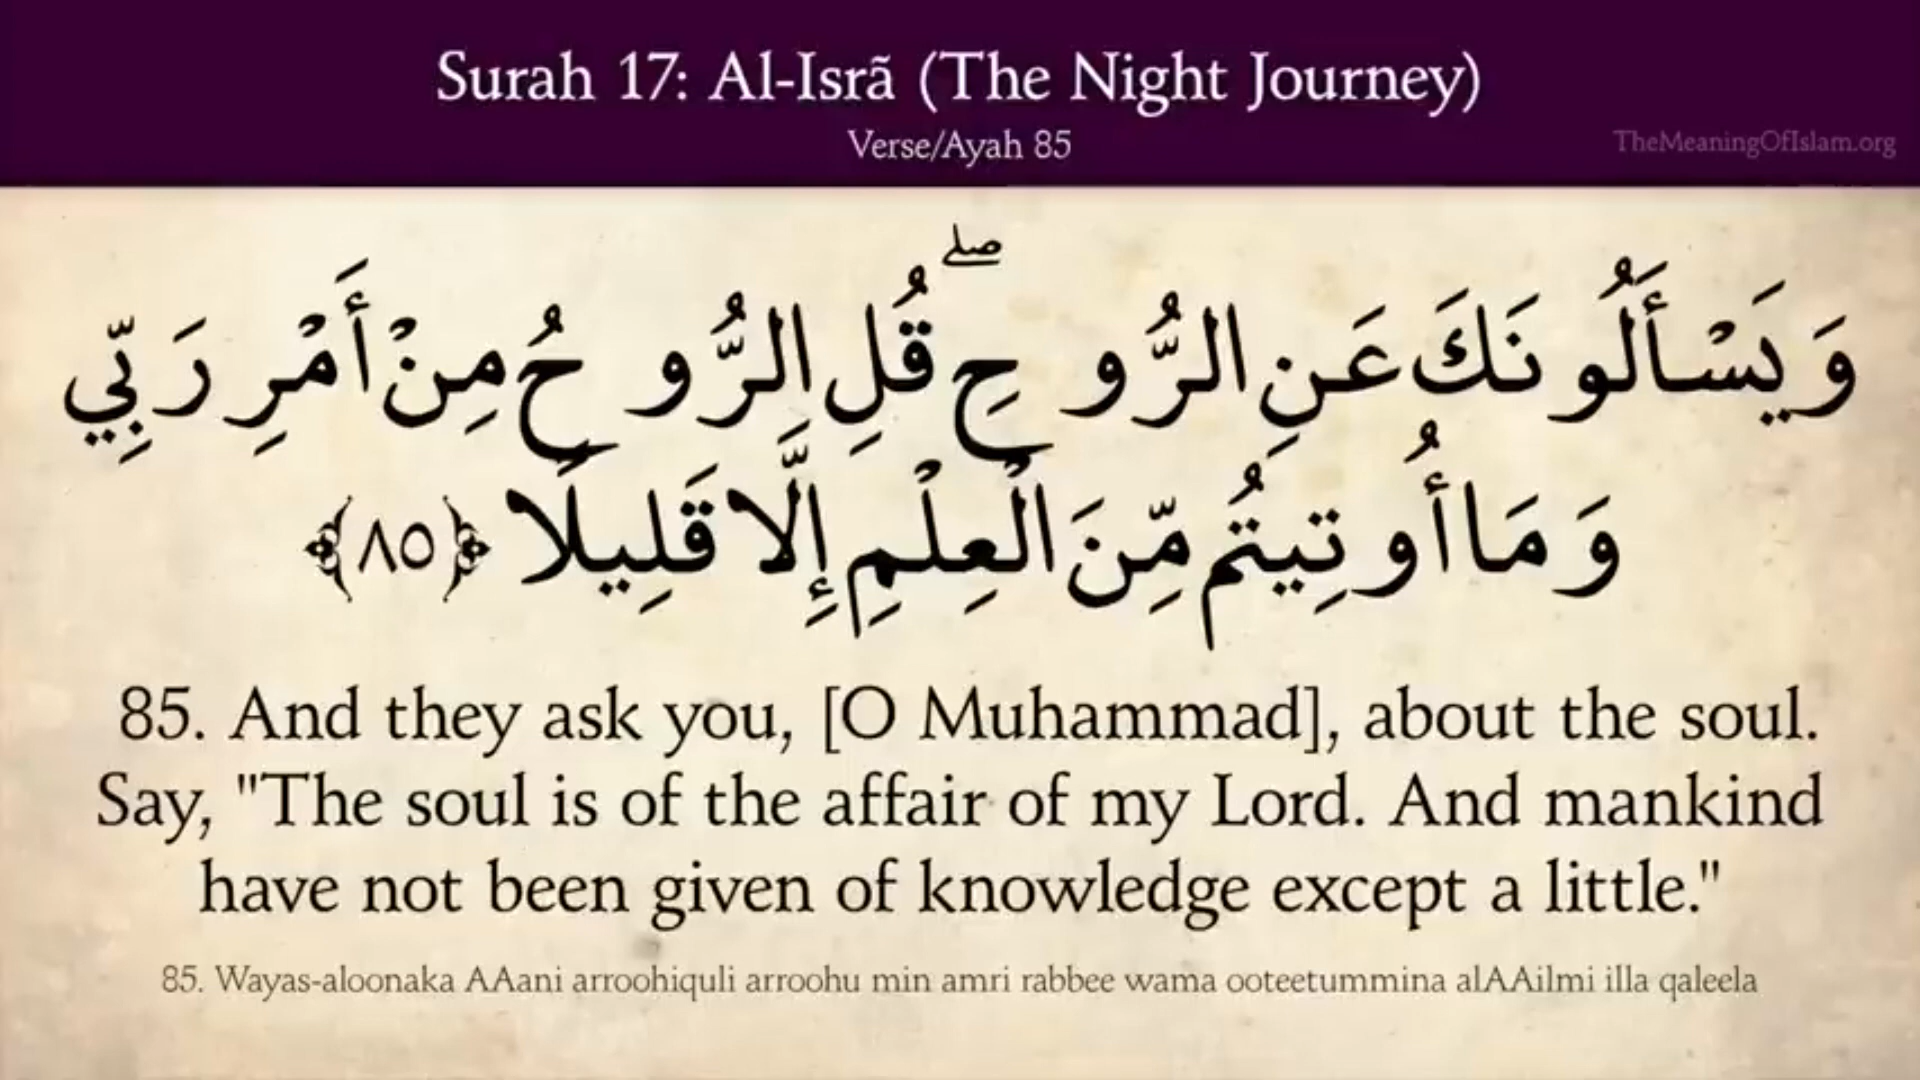 Surah 17: Al-Isrã (The Night Journey)
Verse/Ayah 85
TheMeaningOfIslam.org
وَيَسْأَلُونَكَ عَنِ الرُّوحِ ۖ قُلِ الرُّوحُ مِنْ أَمْرِ رَبِّي
وَمَا أُوتِيتُم مِّنَ الْعِلْمِ إِلَّا قَلِيلًا ﴿٨٥﴾
85. And they ask you, [O Muhammad], about the soul.
Say, "The soul is of the affair of my Lord. And mankind
have not been given of knowledge except a little."
85. Wayas-aloonaka AAani arroohiquli arroohu min amri rabbee wama ooteetummina alAAilmi illa qaleela